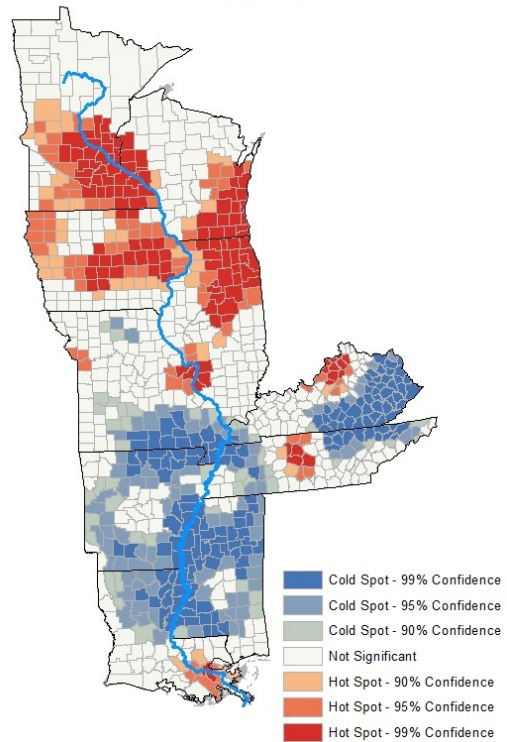 Cold Spot - 99% Confidence
Cold Spot - 95% Confidence
Cold Spot - 90% Confidence
Not Significant
Hot Spot - 90% Confidence
Hot Spot - 95% Confidence
Hot Spot - 99% Confidence